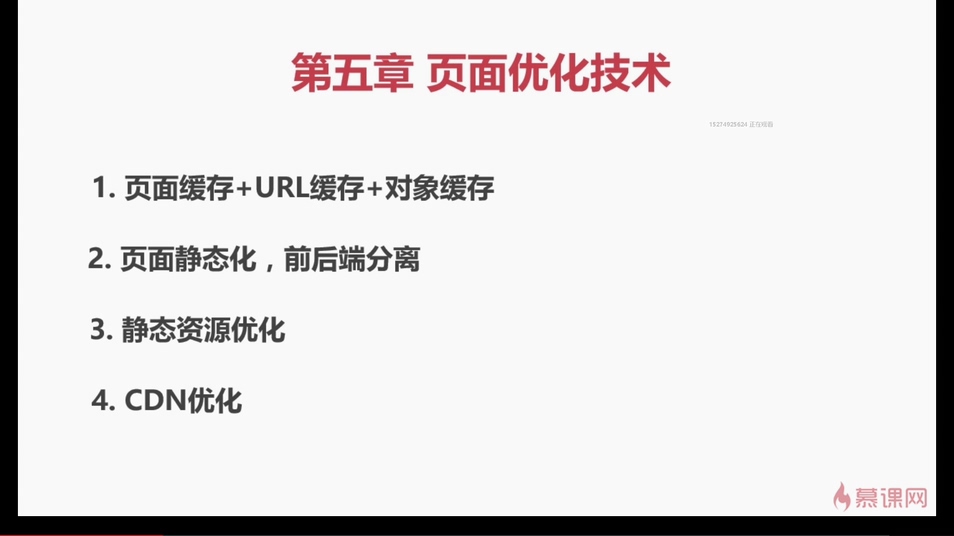 第五章 页面优化技术
15274925624 正在观看
1. 页面缓存+URL缓存+对象缓存
2. 页面静态化，前后端分离
3. 静态资源优化
4. CDN优化
慕课网